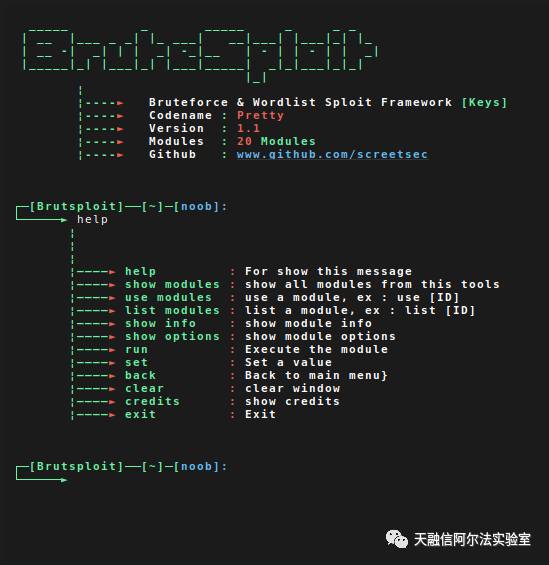 BruteSploit
Bruteforce & Wordlist Sploit Framework [Keys]
Codename : Pretty
Version : 1.1
Modules : 20 Modules
Github : www.github.com/screetsec
[Brutsploit]──[~]─[noob]:
help
help : For show this message
show modules : show all modules from this tools
use modules : use a module, ex : use [ID]
list modules : list a module, ex : list [ID]
show info : show module info
show options : show module options
run : Execute the module
set : Set a value
back : Back to main menu}
clear : clear window
credits : show credits
exit : Exit
[Brutsploit]──[~]─[noob]:
天融信阿尔法实验室